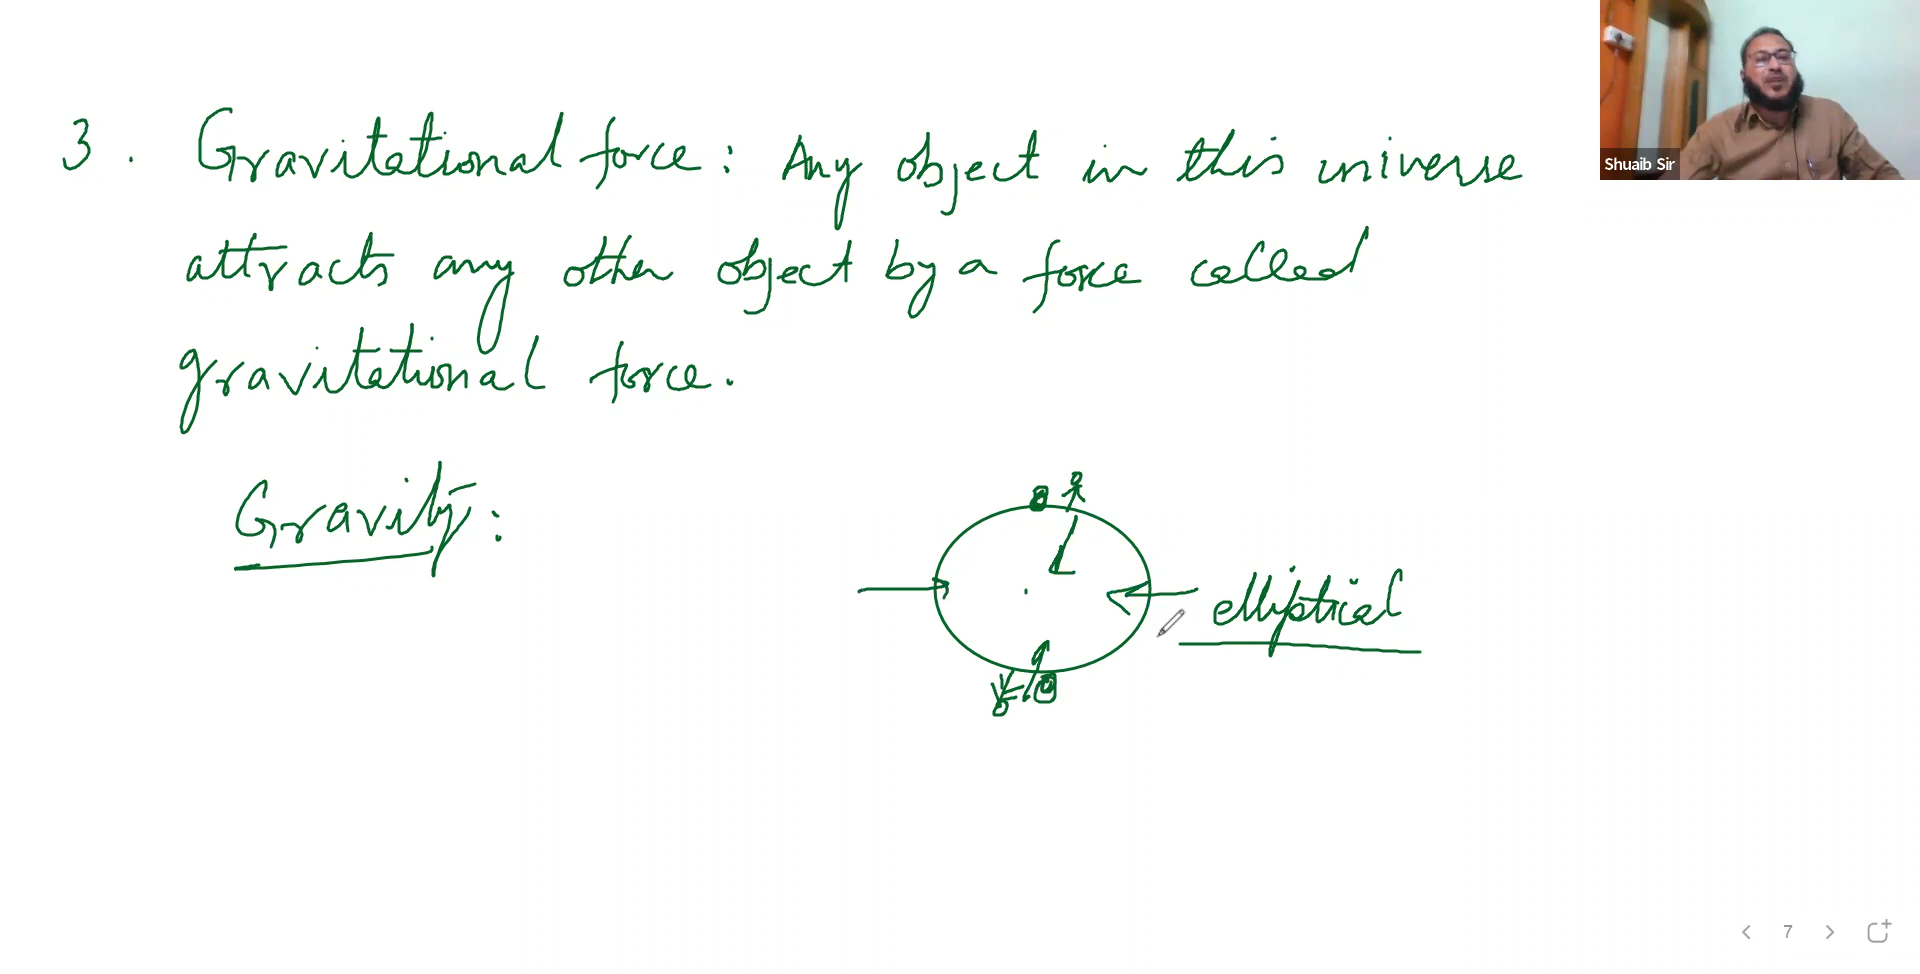 3. Gravitational force: Any object in this universe
attracts any other object by a force called
gravitational force.
Gravity:
elliptical
Shuaib Sir
7